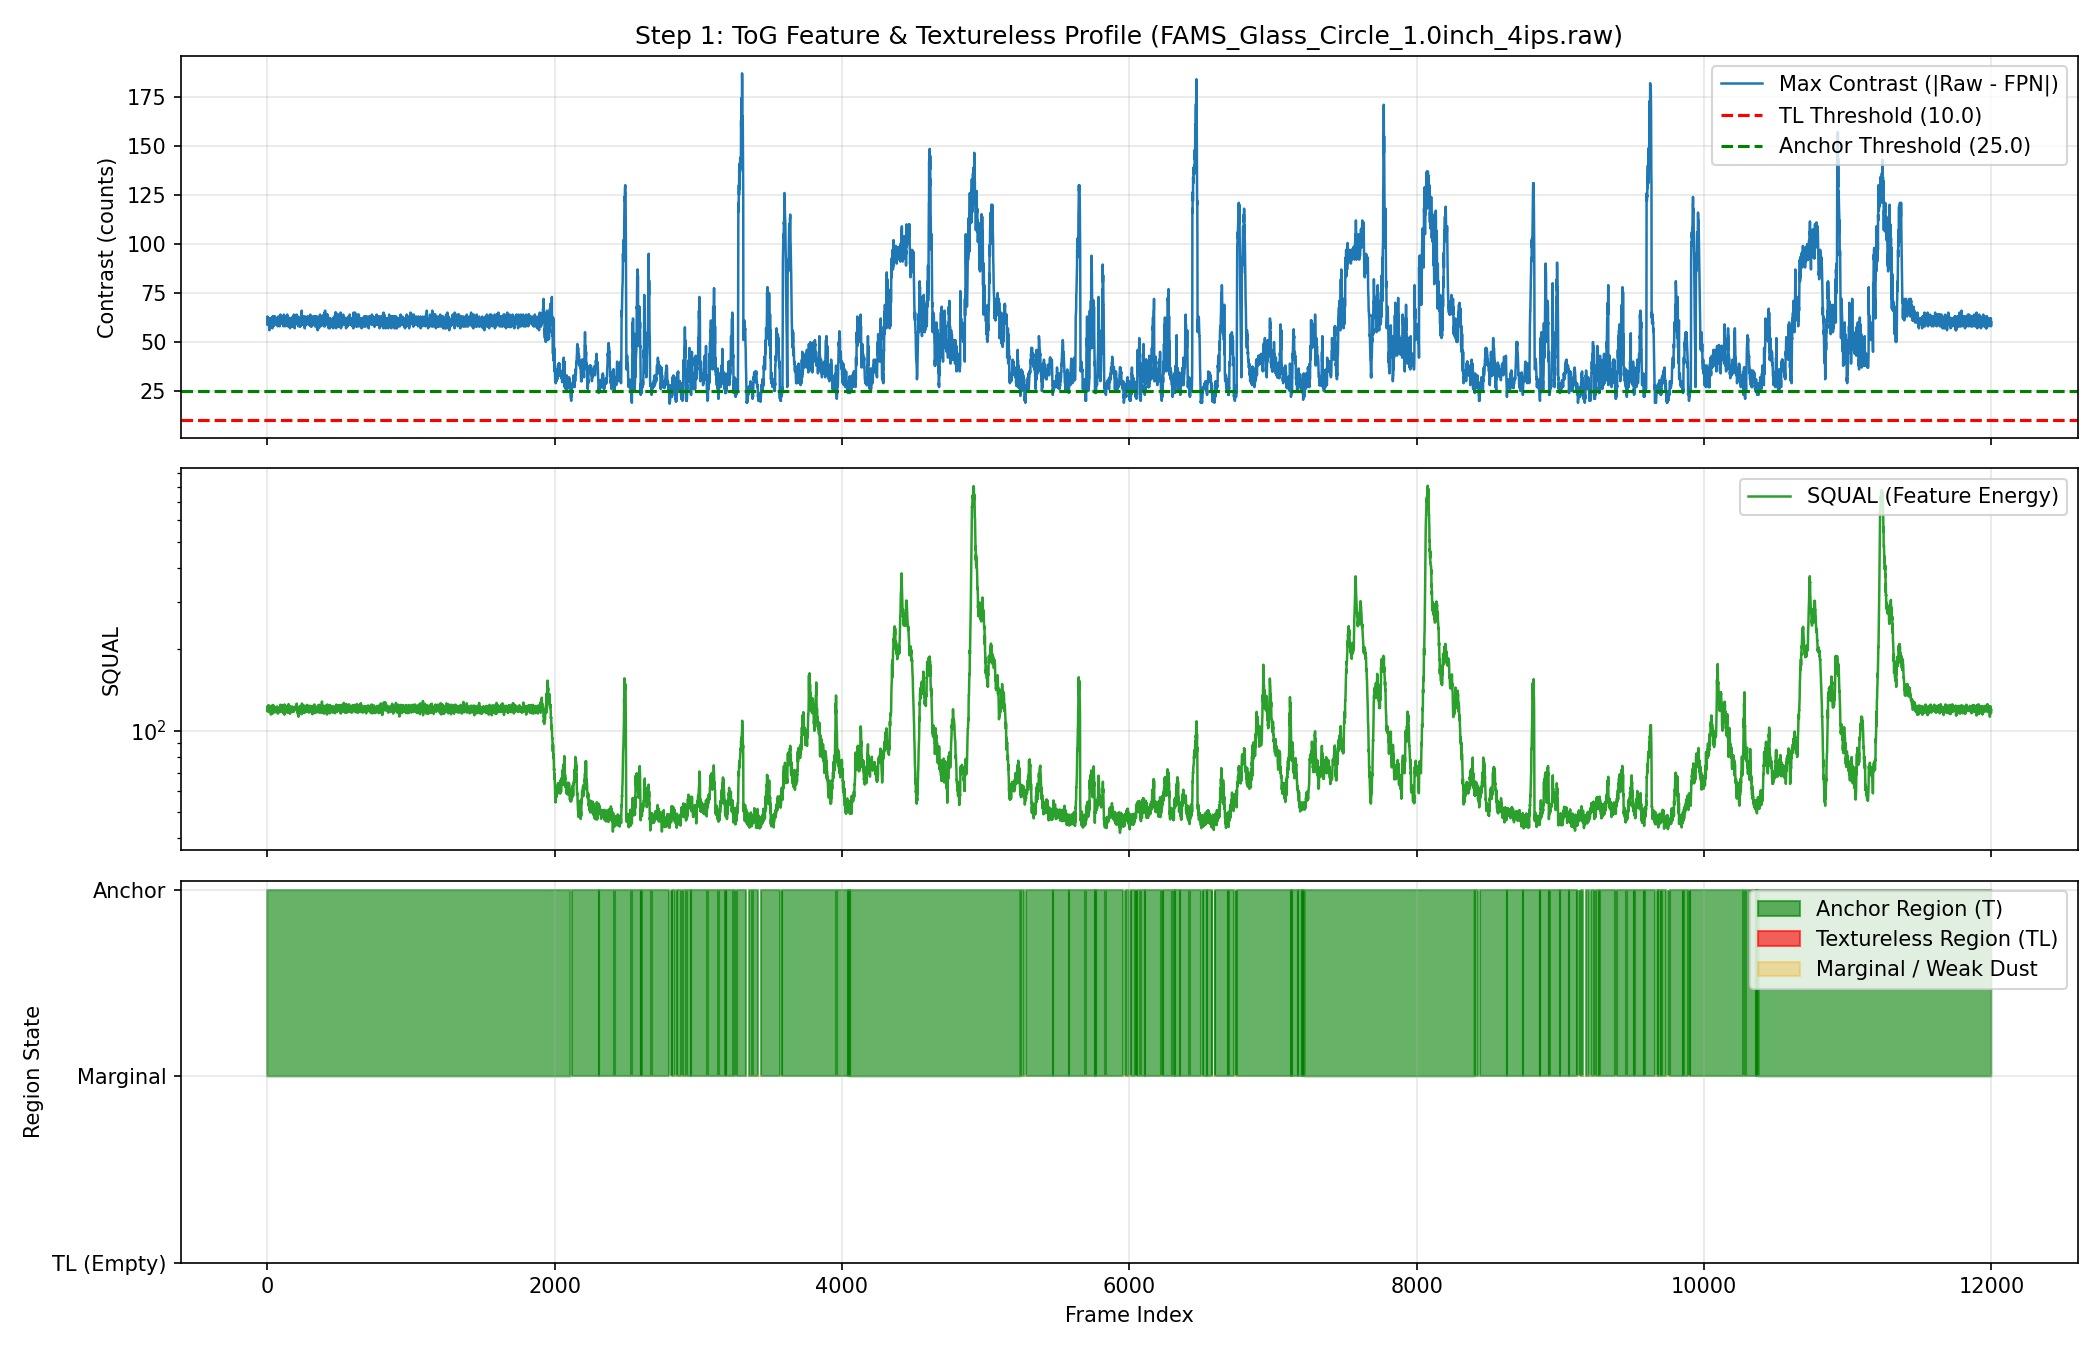 Step 1: ToG Feature & Textureless Profile (FAMS_Glass_Circle_1.0inch_4ips.raw)
Contrast (counts)
175
150
125
100
75
50
25
Max Contrast (|Raw - FPN|)
TL Threshold (10.0)
Anchor Threshold (25.0)
SQUAL
10²
SQUAL (Feature Energy)
Region State
Anchor
Marginal
TL (Empty)
Anchor Region (T)
Textureless Region (TL)
Marginal / Weak Dust
0
2000
4000
6000
8000
10000
12000
Frame Index